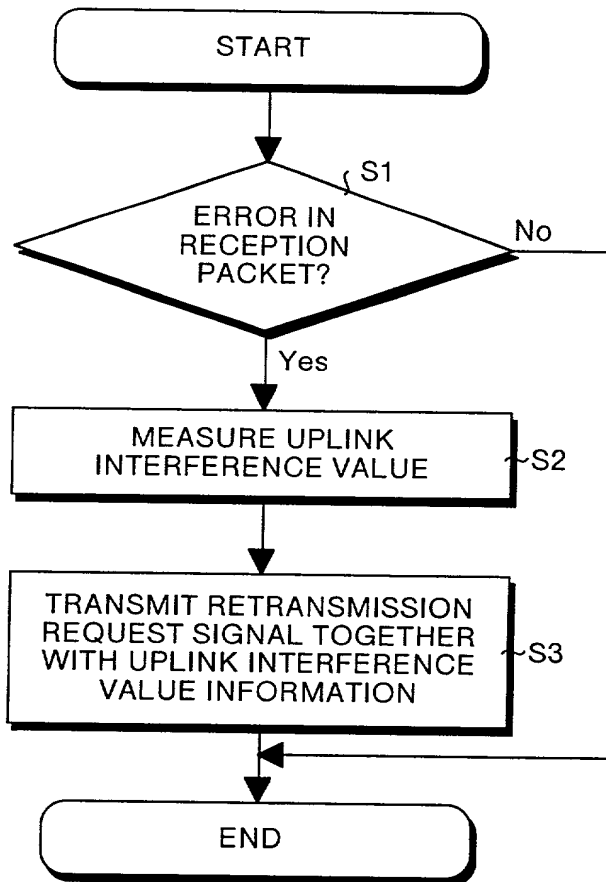 START
S1
ERROR IN
RECEPTION
PACKET?
No
Yes
MEASURE UPLINK
INTERFERENCE VALUE
S2
TRANSMIT RETRANSMISSION
REQUEST SIGNAL TOGETHER
WITH UPLINK INTERFERENCE
VALUE INFORMATION
S3
END